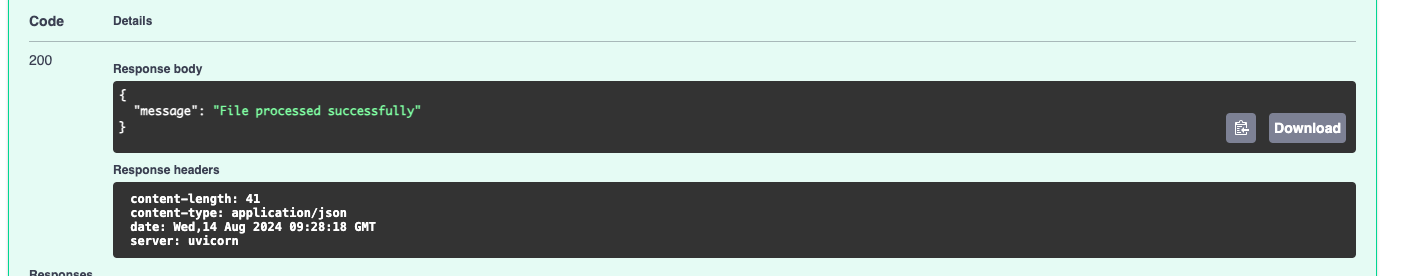 Code Details
200
Response body
{
  "message": "File processed successfully"
}
Download
Response headers
content-length: 41
content-type: application/json
date: Wed,14 Aug 2024 09:28:18 GMT
server: uvicorn
Responses